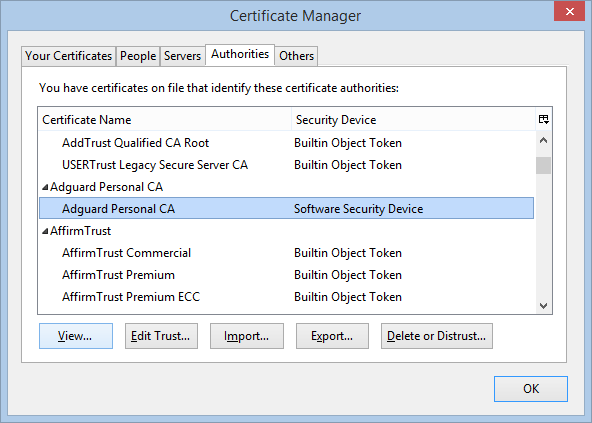 Certificate Manager
Your Certificates People Servers Authorities Others
You have certificates on file that identify these certificate authorities:
Certificate Name Security Device
AddTrust Qualified CA Root Builtin Object Token
USERTrust Legacy Secure Server CA Builtin Object Token
Adguard Personal CA
Adguard Personal CA Software Security Device
AffirmTrust
AffirmTrust Commercial Builtin Object Token
AffirmTrust Premium Builtin Object Token
AffirmTrust Premium ECC Builtin Object Token
View... Edit Trust... Import... Export... Delete or Distrust...
OK